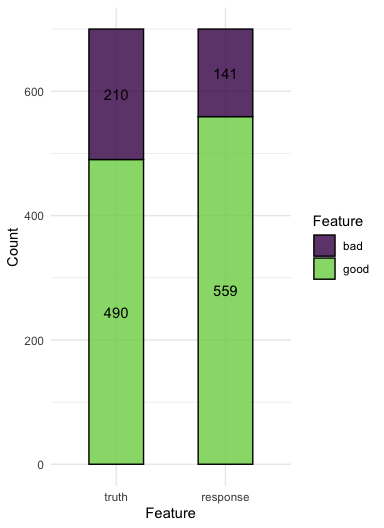 600
400
200
0
Count
210
141
490
559
truth
response
Feature
Feature
bad
good